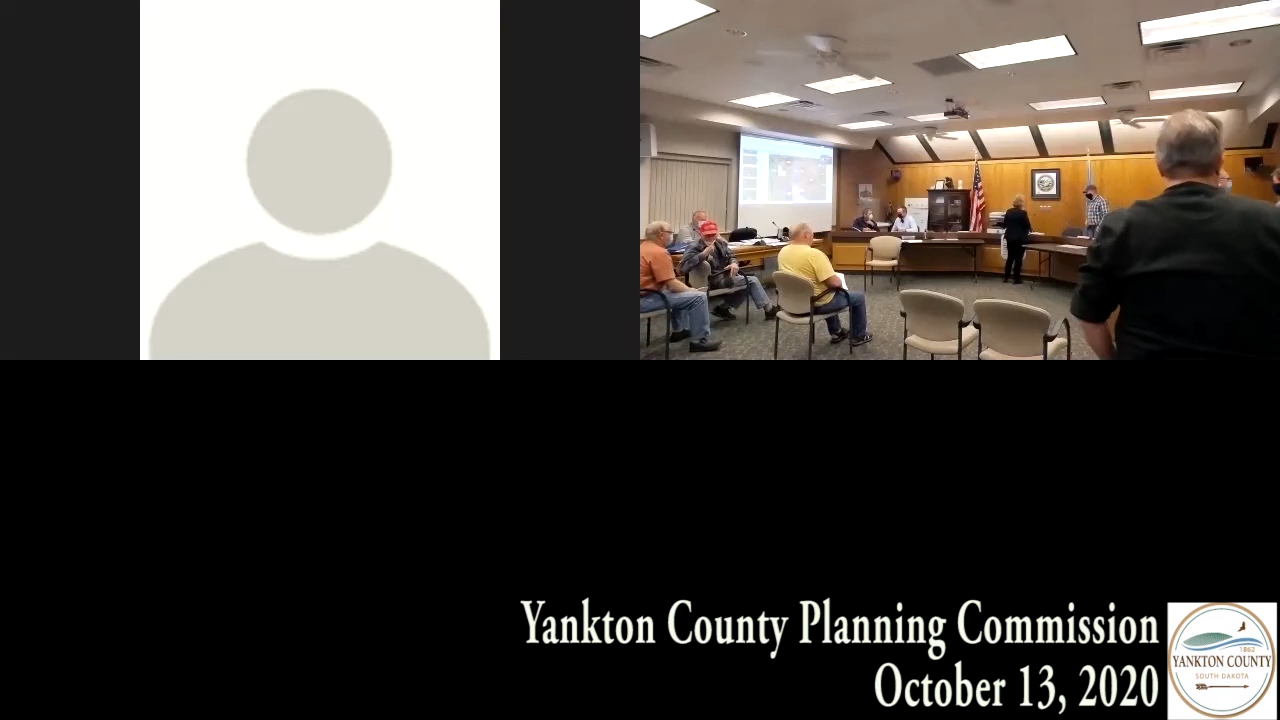 Yankton County Planning Commission
October 13, 2020
1862
YANKTON COUNTY
SOUTH DAKOTA